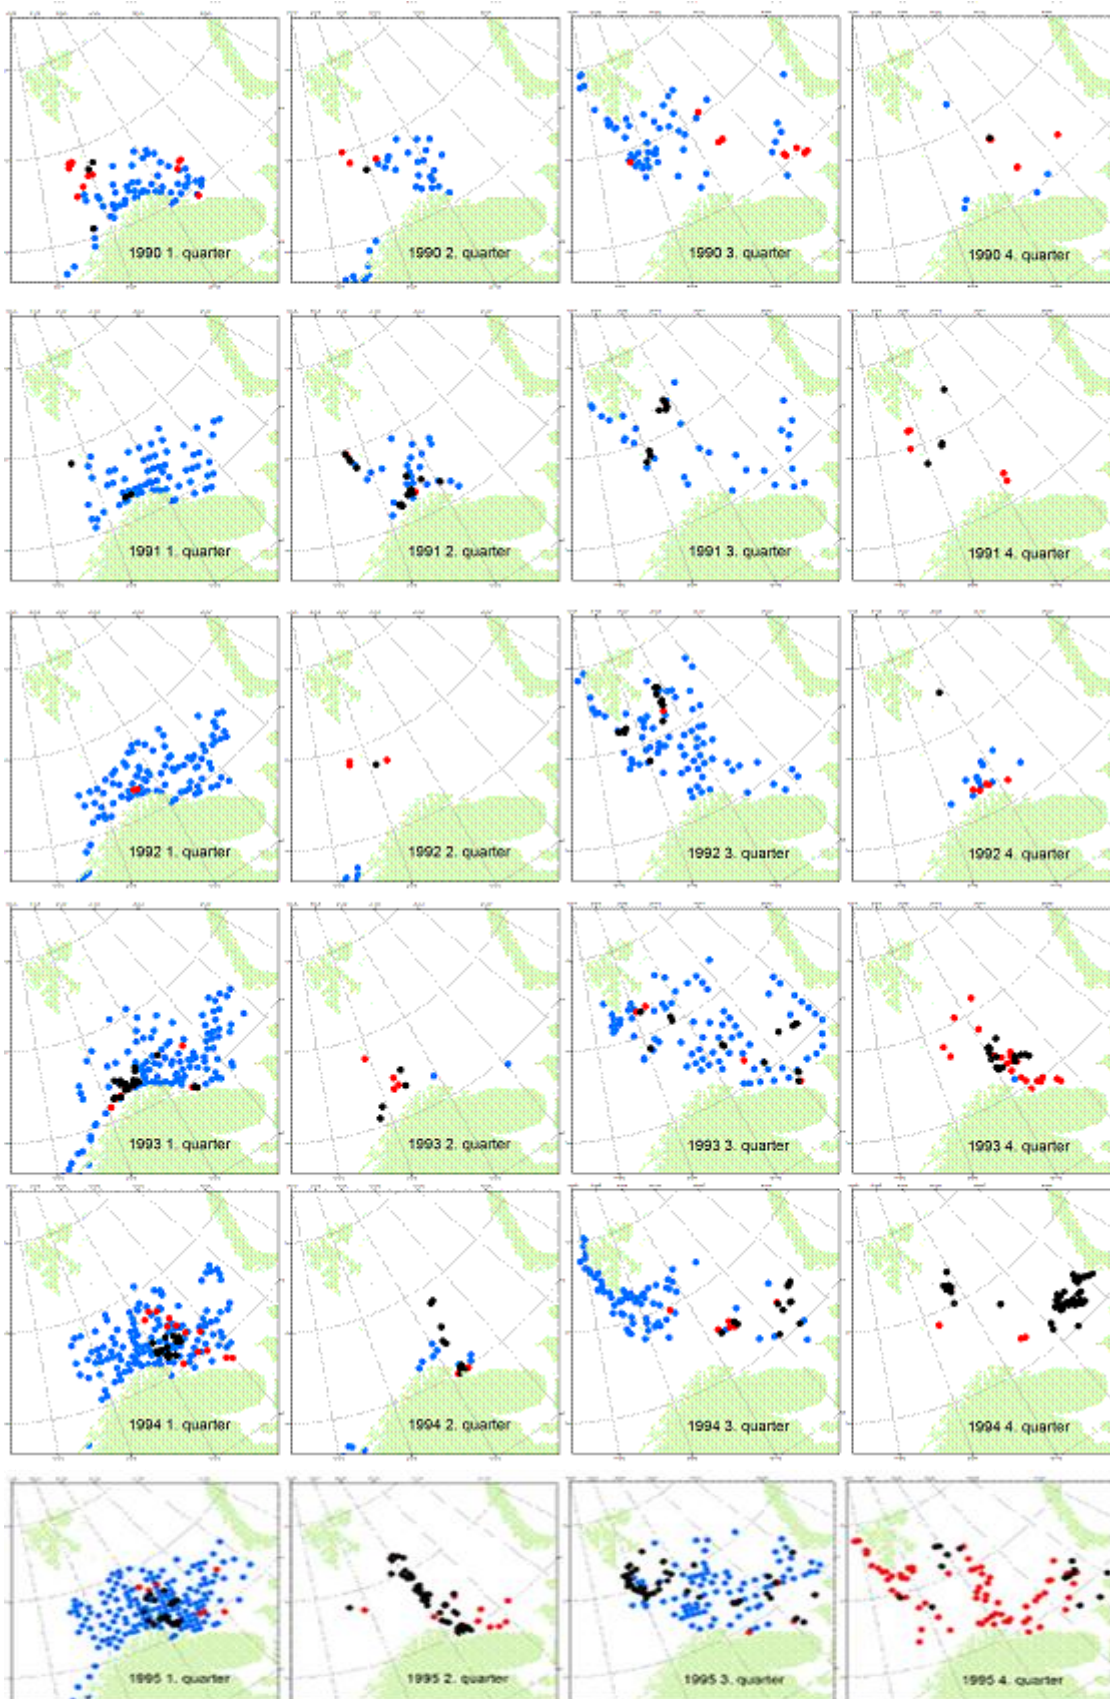 1990 1. quarter
1990 2. quarter
1990 3. quarter
1990 4. quarter
1991 1. quarter
1991 2. quarter
1991 3. quarter
1991 4. quarter
1992 1. quarter
1992 2. quarter
1992 3. quarter
1992 4. quarter
1993 1. quarter
1993 2. quarter
1993 3. quarter
1993 4. quarter
1994 1. quarter
1994 2. quarter
1994 3. quarter
1994 4. quarter
1995 1. quarter
1995 2. quarter
1995 3. quarter
1995 4. quarter